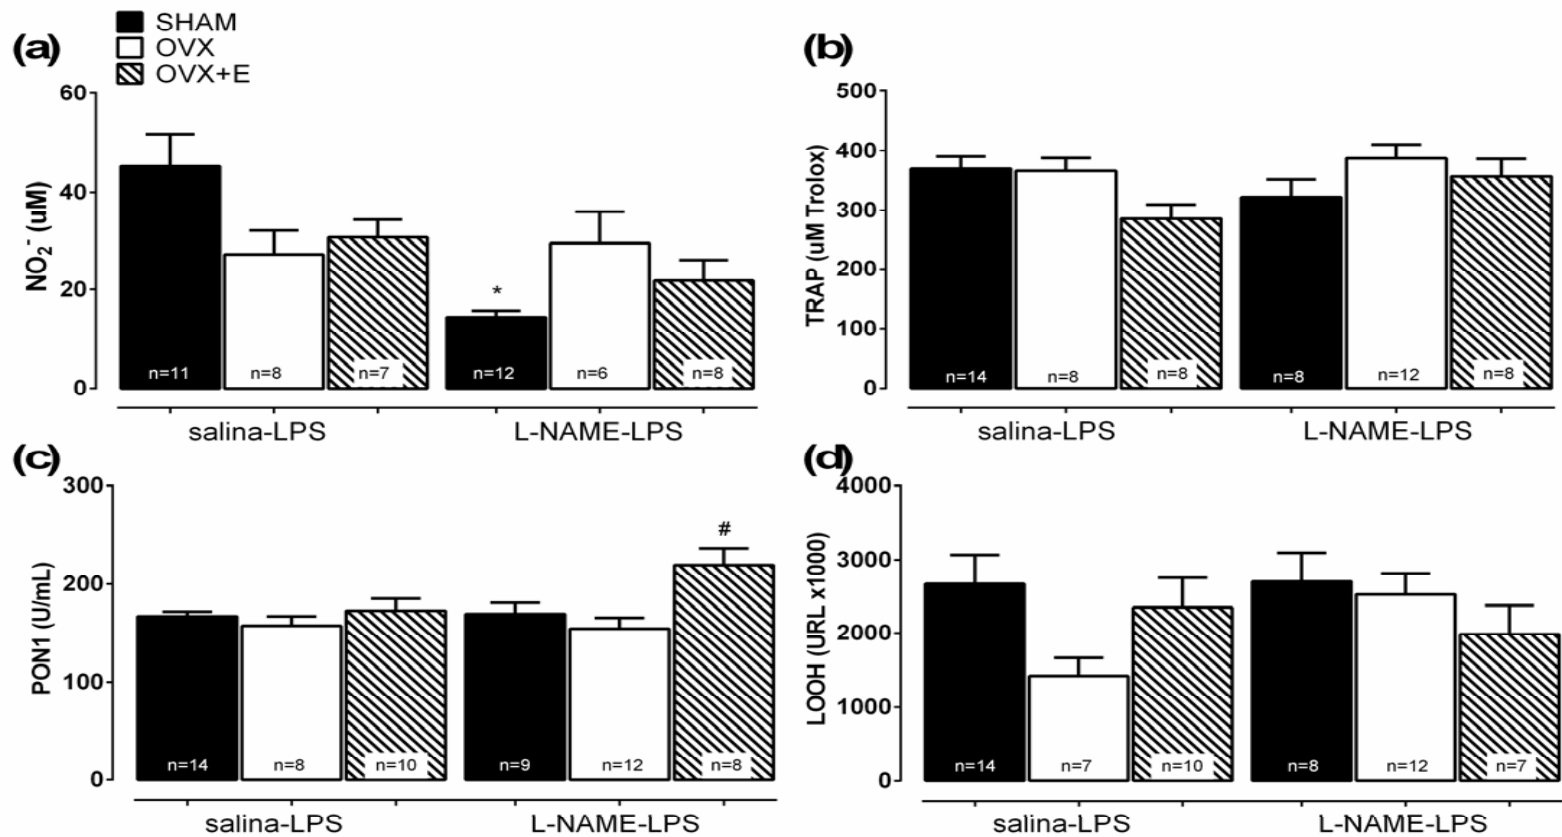 (a)
SHAM
OVX
OVX+E
60
40
20
0
NO₂⁻ (uM)
*
n=11 n=8 n=7 n=12 n=6 n=8
salina-LPS L-NAME-LPS
(b)
500
400
300
200
100
0
TRAP (uM Trolox)
n=14 n=8 n=8 n=8 n=12 n=8
salina-LPS L-NAME-LPS
(c)
300
200
100
0
PON1 (U/mL)
#
n=14 n=8 n=10 n=9 n=12 n=8
salina-LPS L-NAME-LPS
(d)
4000
3000
2000
1000
0
LOOH (URL x1000)
n=14 n=7 n=10 n=8 n=12 n=7
salina-LPS L-NAME-LPS